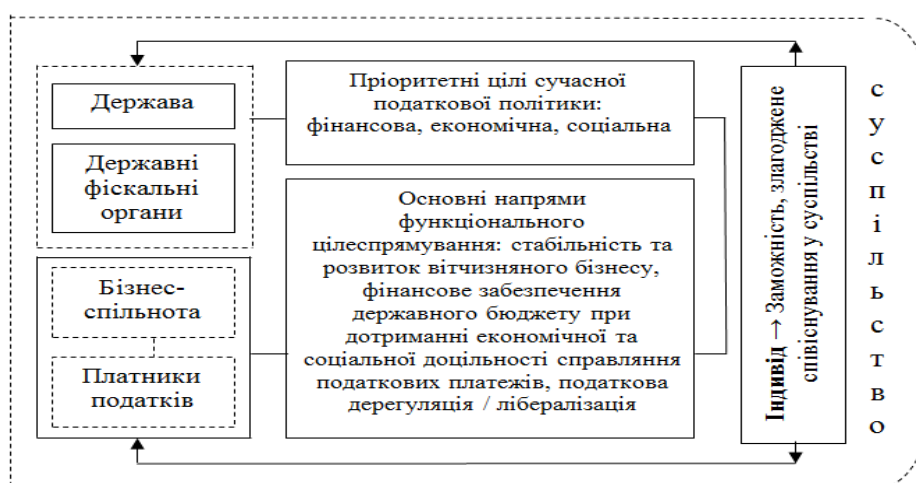 Держава
Державні
фіскальні
органи
Бізнес-
спільнота
Платники
податків
Пріоритетні цілі сучасної
податкової політики:
фінансова, економічна, соціальна
Основні напрями
функціонального
цілеспрямування: стабільність та
розвиток вітчизняного бізнесу,
фінансове забезпечення
державного бюджету при
дотриманні економічної та
соціальної доцільності справляння
податкових платежів, податкова
дерегуляція / лібералізація
Індивід → Заможність, злагоджене
співіснування у суспільстві
суспільство